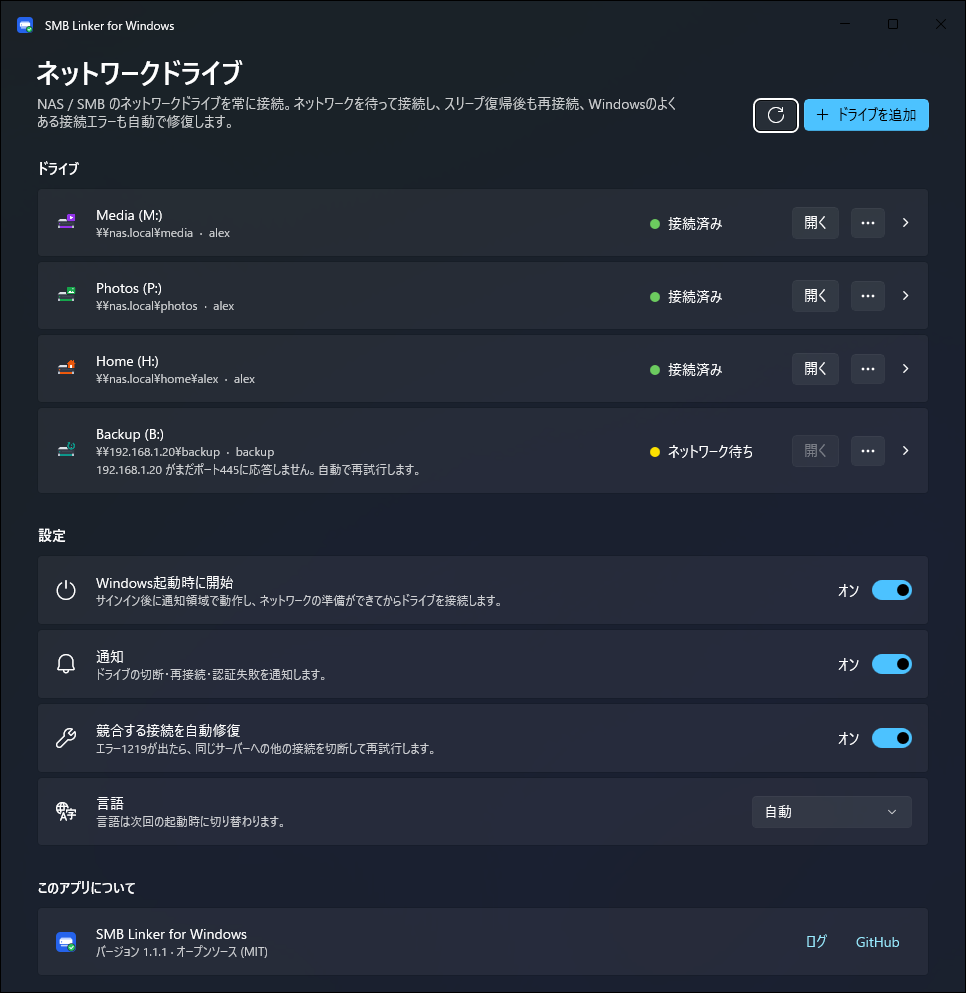 SMB Linker for Windows
ネットワークドライブ
NAS / SMB のネットワークドライブを常に接続。ネットワークを待って接続し、スリープ復帰後も再接続、Windowsのよく
ある接続エラーも自動で修復します。
ドライブを追加
ドライブ
Media (M:)
¥¥nas.local¥media · alex
接続済み
開く
Photos (P:)
¥¥nas.local¥photos · alex
接続済み
開く
Home (H:)
¥¥nas.local¥home¥alex · alex
接続済み
開く
Backup (B:)
¥¥192.168.1.20¥backup · backup
192.168.1.20 がまだポート445に応答しません。自動で再試行します。
ネットワーク待ち
開く
設定
Windows起動時に開始
サインイン後に通知領域で動作し、ネットワークの準備ができてからドライブを接続します。
オン
通知
ドライブの切断・再接続・認証失敗を通知します。
オン
競合する接続を自動修復
エラー1219が出たら、同じサーバーへの他の接続を切断して再試行します。
オン
言語
言語は次回の起動時に切り替わります。
自動
このアプリについて
SMB Linker for Windows
バージョン 1.1.1 · オープンソース (MIT)
ログ
GitHub